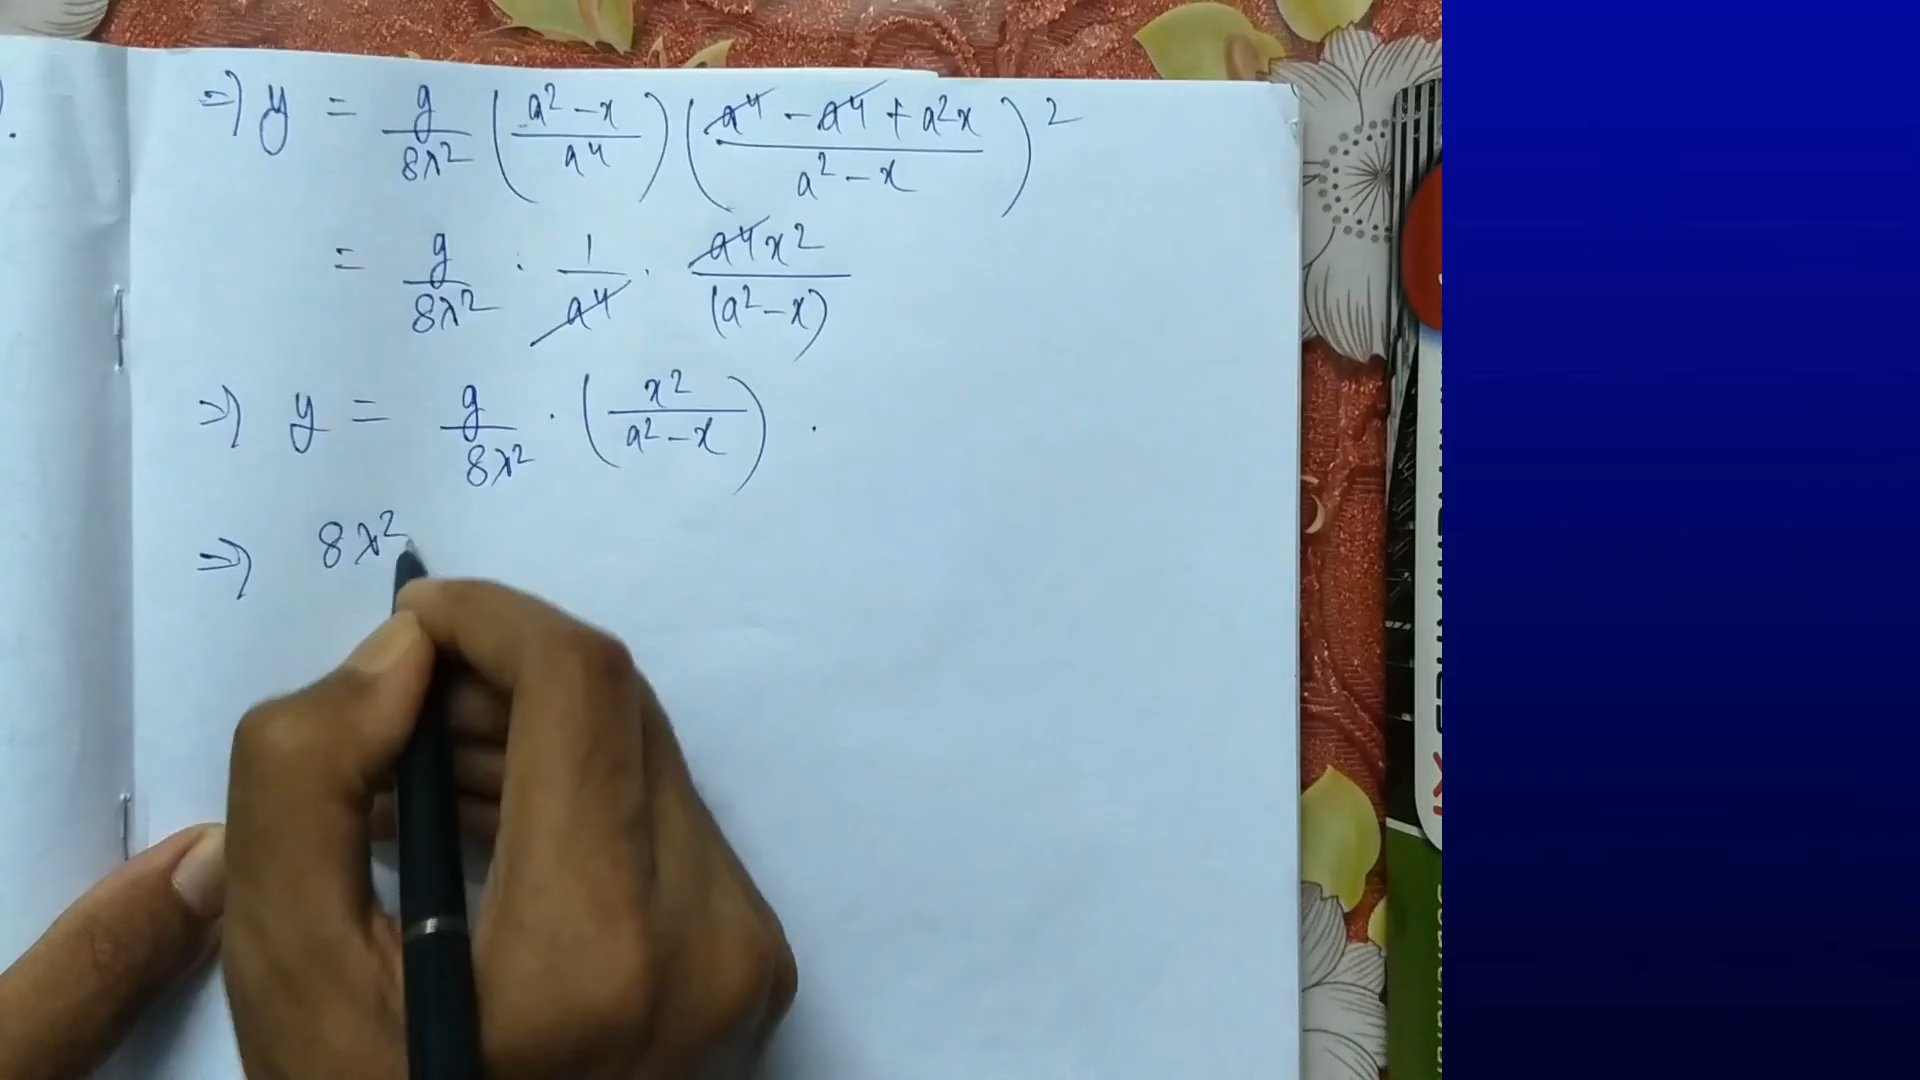 ⇒ y = g/8λ² (a² - x / a⁴) (a⁴ - a⁴ + a²x / a² - x)²
= g/8λ² · 1/a⁴ · a⁴x²/(a² - x)
⇒ y = g/8λ² · (x²/a² - x) .
⇒ 8λ²